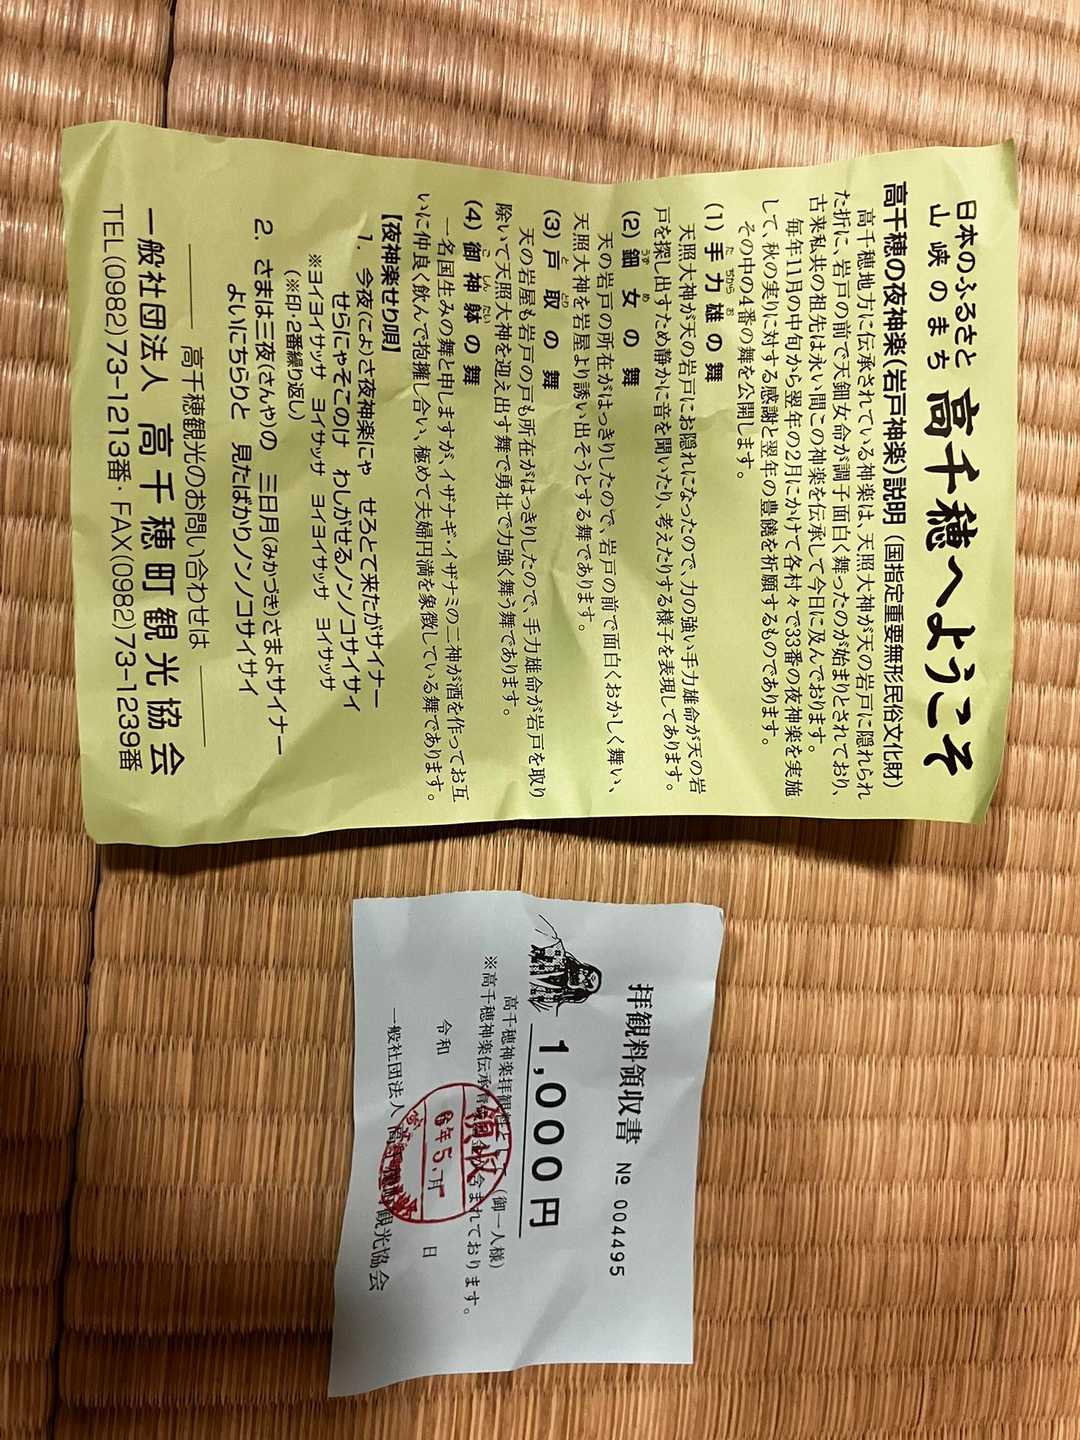 日本のふるさと
山峡のまち
高千穂へようこそ
高千穂の夜神楽(岩戸神楽)説明(国指定重要無形民俗文化財)
高千穂地方に伝承されている神楽は、天照大神が天の岩戸に隠れられ
た折に、岩戸の前で天鈿女命が調子面白く舞ったのが始まりとされており、
古来私共の祖先は永い間この神楽を伝承して今日に及んでおります。
毎年11月の中旬から翌年の2月にかけて各村々で33番の夜神楽を実施
して、秋の実りに対する感謝と翌年の豊饒を祈願するものであります。
その中の4番の舞を公開します。
(1)手力雄の舞
たぢからお
天照大神が天の岩戸にお隠れになったので、力の強い手力雄命が天の岩
戸を探し出すため静かに音を聞いたり、考えたりする様子を表現してあります。
(2)鈿女の舞
うずめ
天の岩戸の所在がはっきりしたので、岩戸の前で面白くおかしく舞い、
天照大神を岩屋より誘い出そうとする舞であります。
(3)戸取の舞
ととり
天の岩屋も岩戸の戸も所在がはっきりしたので、手力雄命が岩戸を取り
除いて天照大神を迎え出す舞で勇壮で力強く舞う舞であります。
(4)御神躰の舞
ごしんたい
一名国生みの舞と申しますが、イザナギ・イザナミの二神が酒を作ってお互
いに仲良く飲んで抱擁し合い、極めて夫婦円満を象徴している舞であります。
【夜神楽せり唄】
1. 今夜(こよ)さ夜神楽にゃ せろとて来たがサイナー
せらにゃそこのけ わしがせるノンノコサイサイ
※ヨイヨイサッサ ヨイサッサ ヨイヨイサッサ ヨイサッサ
(※印・2番繰り返し)
2. さまは三夜(さんや)の 三日月(みかづき)さまよサイナー
よいにちらりと 見たばかりノンノコサイサイ
高千穂観光のお問い合わせは
一般社団法人 高千穂町観光協会
TEL(0982)73-1213番・FAX(0982)73-1239番
拝観料領収書 № 004495
1,000円
高千穂神楽拝観料として(御一人様)
※高千穂神楽伝承者 含まれております。
令和 6年5.月 日
領収
一般社団法人 高千穂町観光協会